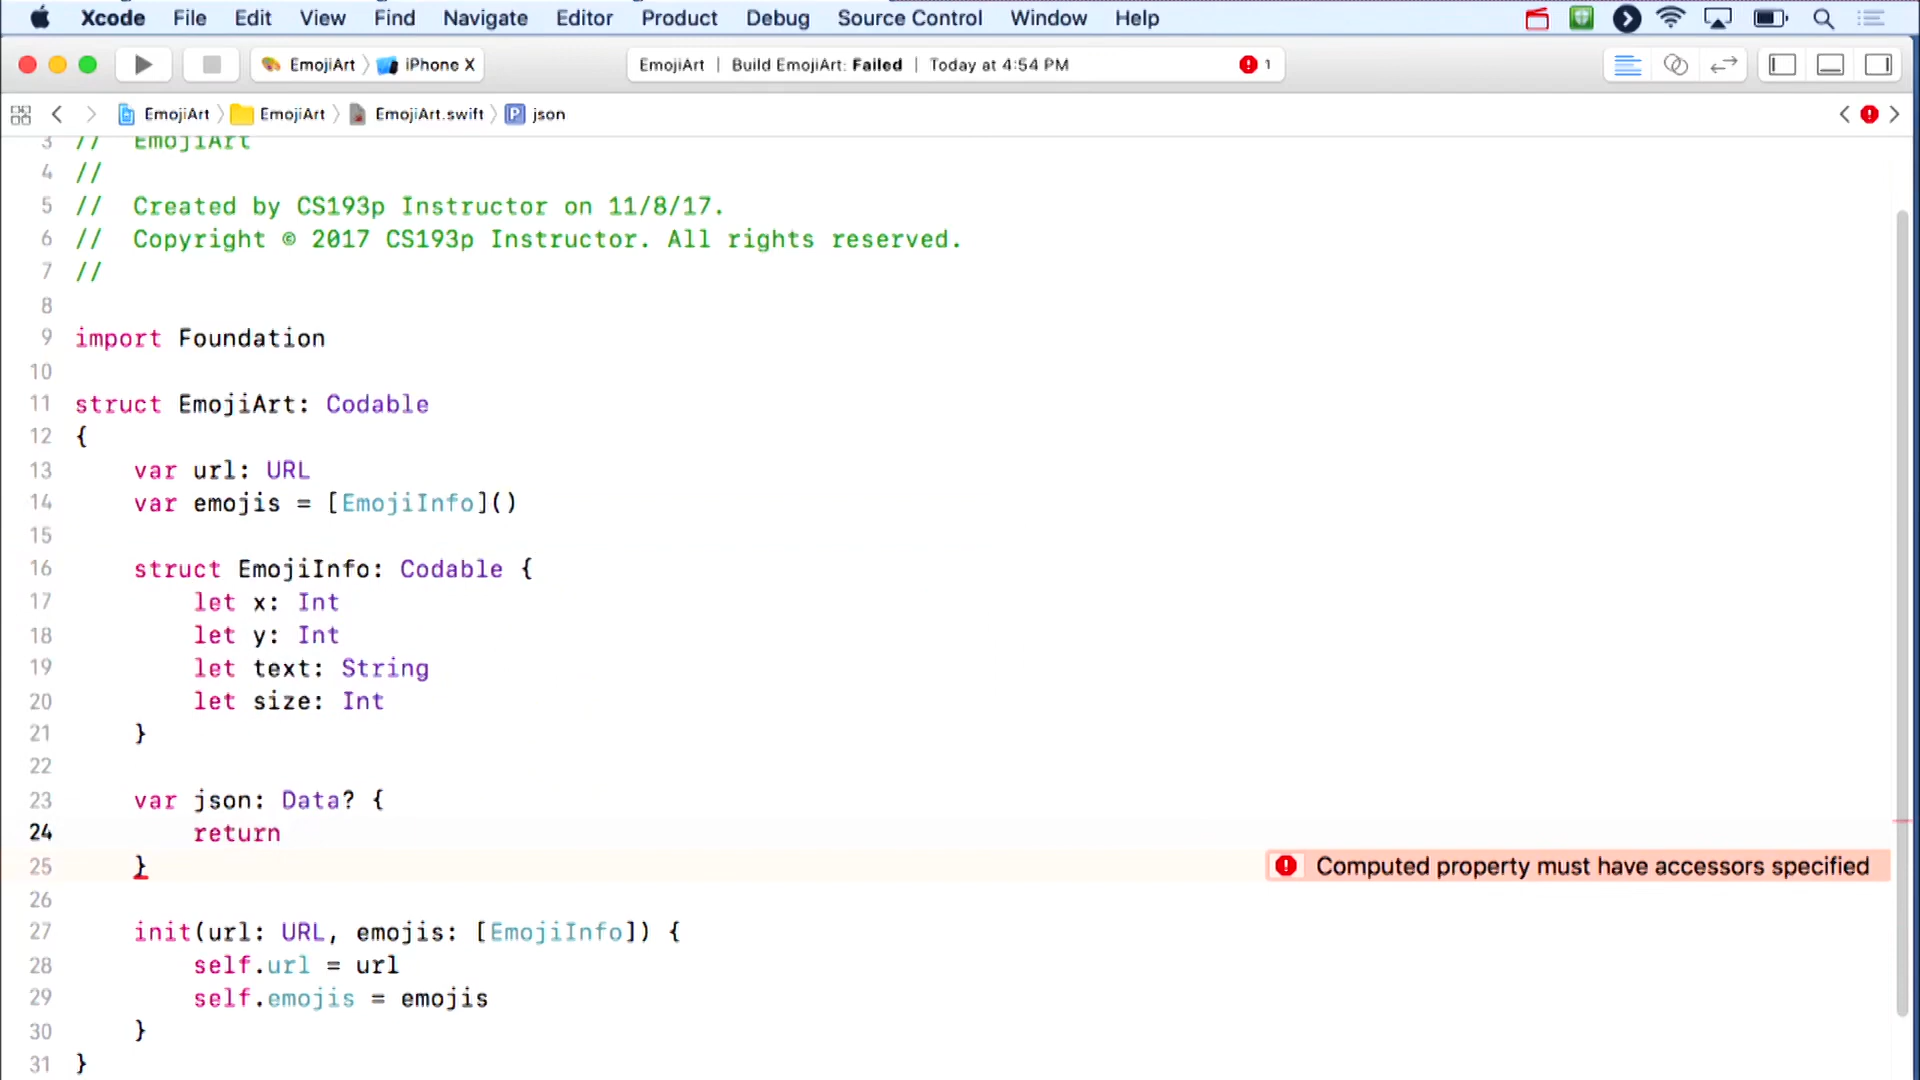 Xcode File Edit View Find Navigate Editor Product Debug Source Control Window Help
EmojiArt iPhone X EmojiArt | Build EmojiArt: Failed | Today at 4:54 PM 1
EmojiArt EmojiArt EmojiArt.swift P json
3 // EmojiArt
4 //
5 // Created by CS193p Instructor on 11/8/17.
6 // Copyright © 2017 CS193p Instructor. All rights reserved.
7 //
8
9 import Foundation
10
11 struct EmojiArt: Codable
12 {
13 var url: URL
14 var emojis = [EmojiInfo]()
15
16 struct EmojiInfo: Codable {
17 let x: Int
18 let y: Int
19 let text: String
20 let size: Int
21 }
22
23 var json: Data? {
24 return
25 } Computed property must have accessors specified
26
27 init(url: URL, emojis: [EmojiInfo]) {
28 self.url = url
29 self.emojis = emojis
30 }
31 }